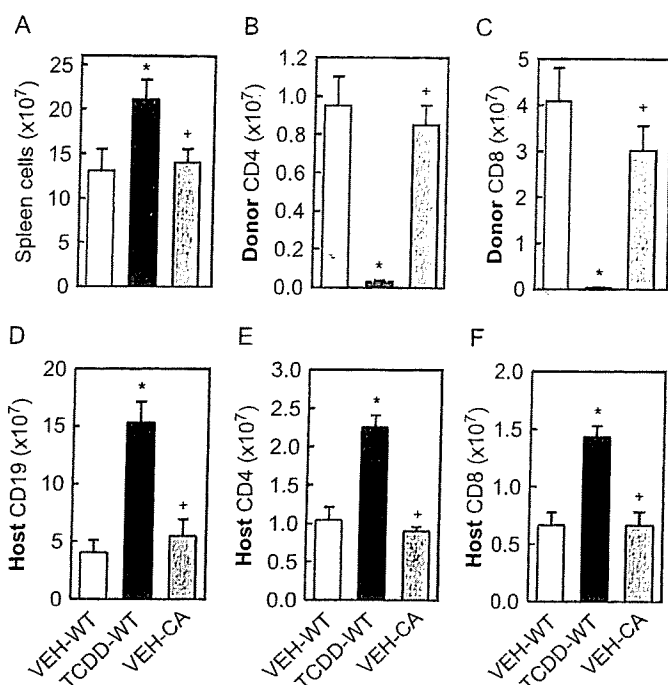 A
B
C
Spleen cells (x10⁷)
25
20
15
10
5
0
*
+
Donor CD4 (x10⁷)
1.2
1.0
0.8
0.6
0.4
0.2
0.0
*
+
Donor CD8 (x10⁷)
5
4
3
2
1
0
*
+
D
E
F
Host CD19 (x10⁷)
20
15
10
5
0
*
+
Host CD4 (x10⁷)
3.0
2.5
2.0
1.5
1.0
0.5
0.0
*
+
Host CD8 (x10⁷)
2.0
1.5
1.0
0.5
0.0
*
+
VEH-WT
TCDD-WT
VEH-CA
VEH-WT
TCDD-WT
VEH-CA
VEH-WT
TCDD-WT
VEH-CA